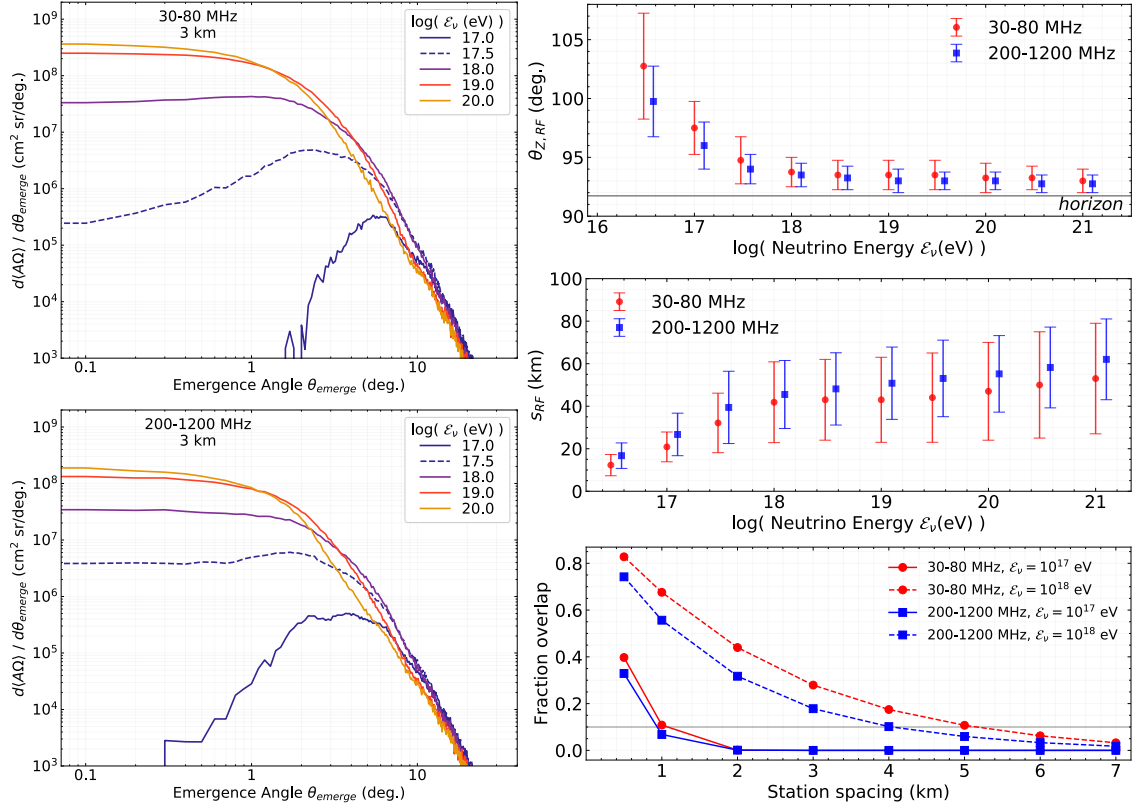 30-80 MHz
3 km
log( ℰν (eV) )
17.0
17.5
18.0
19.0
20.0
d⟨AΩ⟩ / dθemerge (cm² sr/deg.)
10⁹
10⁸
10⁷
10⁶
10⁵
10⁴
10³
0.1
1
10
Emergence Angle θemerge (deg.)
200-1200 MHz
3 km
log( ℰν (eV) )
17.0
17.5
18.0
19.0
20.0
d⟨AΩ⟩ / dθemerge (cm² sr/deg.)
10⁹
10⁸
10⁷
10⁶
10⁵
10⁴
10³
0.1
1
10
Emergence Angle θemerge (deg.)
30-80 MHz
200-1200 MHz
θZ,RF (deg.)
105
100
95
90
horizon
16
17
18
19
20
21
log( Neutrino Energy ℰν(eV) )
30-80 MHz
200-1200 MHz
sRF (km)
100
80
60
40
20
0
17
18
19
20
21
log( Neutrino Energy ℰν(eV) )
30-80 MHz, ℰν = 10¹⁷ eV
30-80 MHz, ℰν = 10¹⁸ eV
200-1200 MHz, ℰν = 10¹⁷ eV
200-1200 MHz, ℰν = 10¹⁸ eV
Fraction overlap
0.8
0.6
0.4
0.2
0.0
1
2
3
4
5
6
7
Station spacing (km)